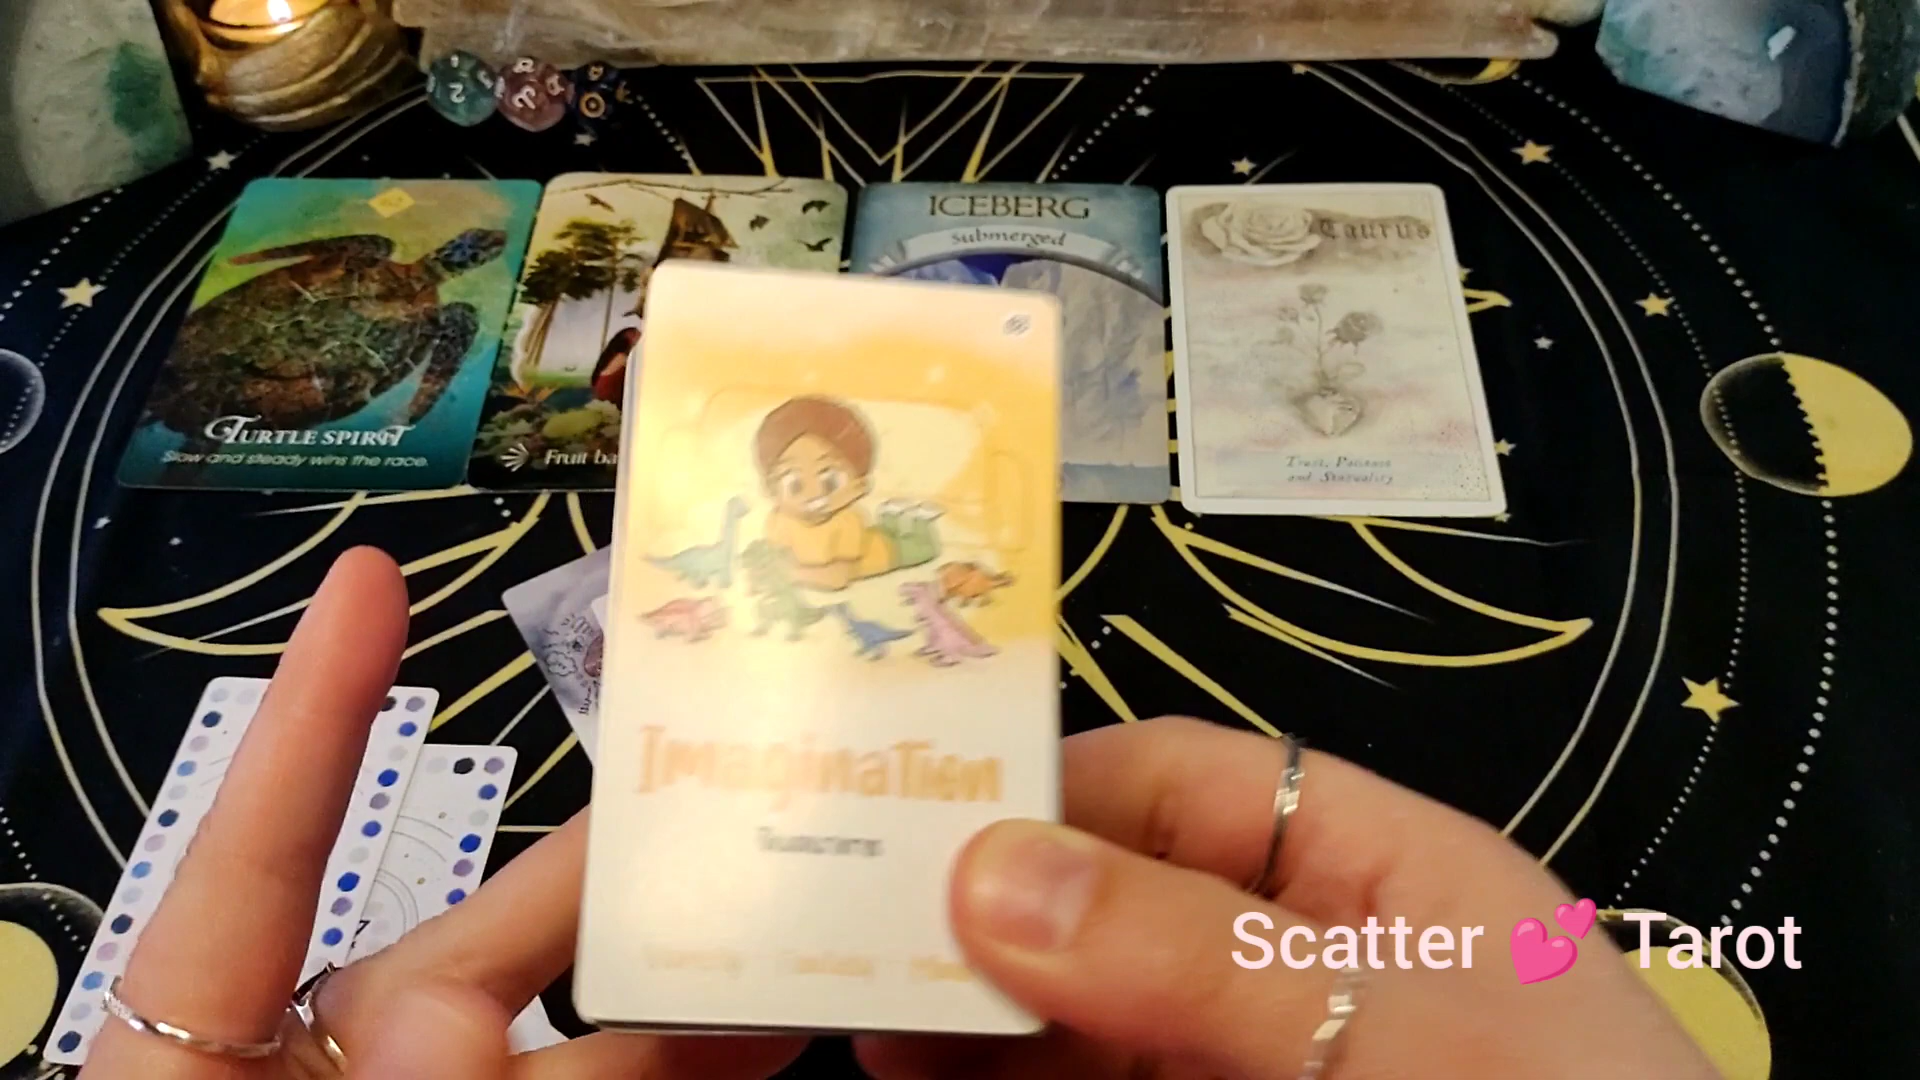 ICEBERG
Submerged
Taurus
TURTLE SPIRIT
Slow and steady wins the race.
Fruit ba
Trust, Patience
and Sensuality
Imagination
Scatter 💕 Tarot